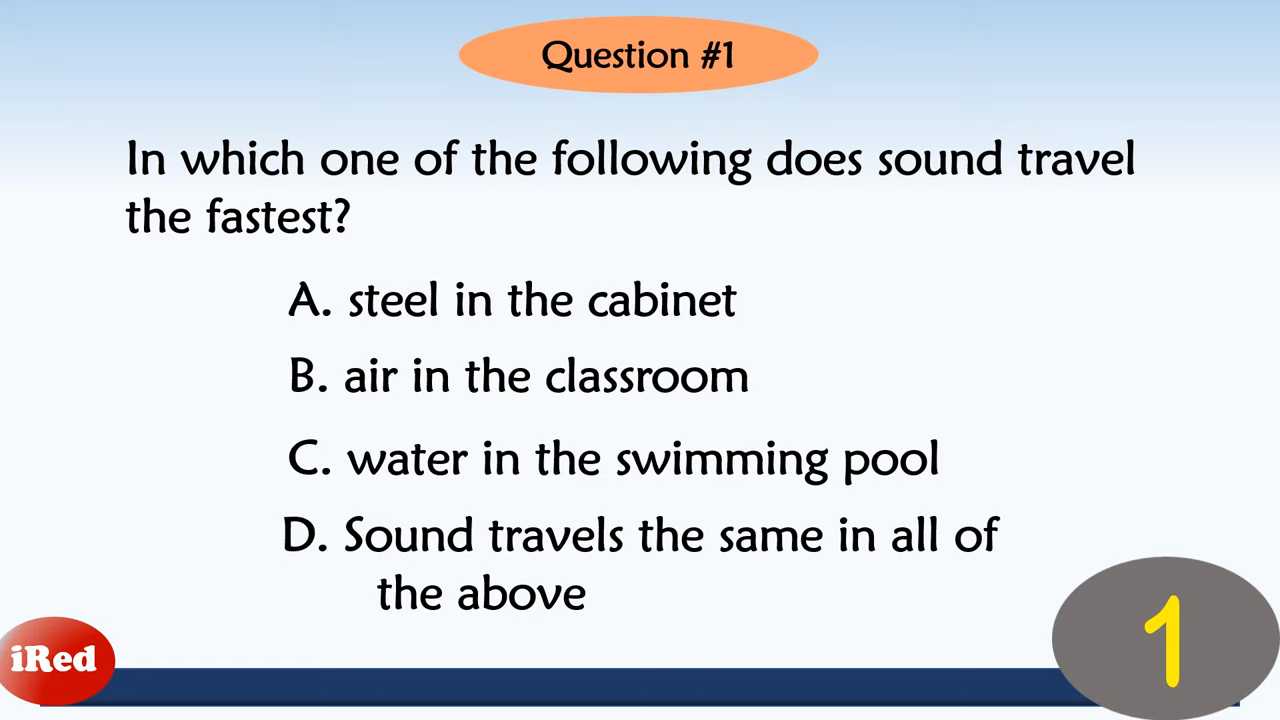 Question #1
In which one of the following does sound travel
the fastest?
A. steel in the cabinet
B. air in the classroom
C. water in the swimming pool
D. Sound travels the same in all of
the above
iRed
1